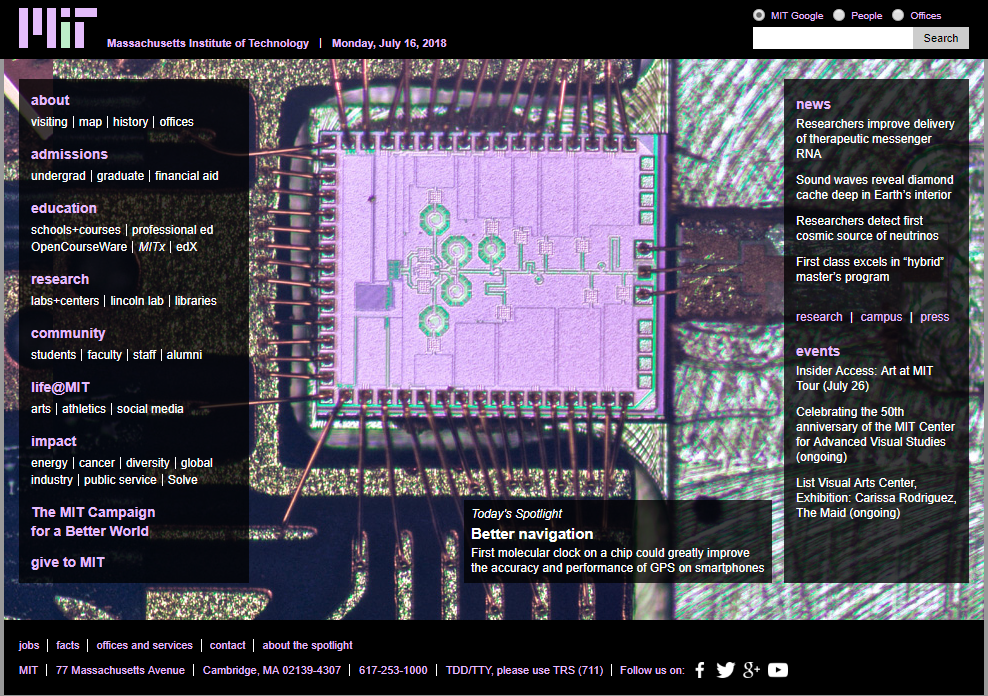 MIT
Massachusetts Institute of Technology | Monday, July 16, 2018
MIT Google People Offices
Search
about
visiting | map | history | offices
admissions
undergrad | graduate | financial aid
education
schools+courses | professional ed
OpenCourseWare | MITx | edX
research
labs+centers | lincoln lab | libraries
community
students | faculty | staff | alumni
life@MIT
arts | athletics | social media
impact
energy | cancer | diversity | global
industry | public service | Solve
The MIT Campaign
for a Better World
give to MIT
Today's Spotlight
Better navigation
First molecular clock on a chip could greatly improve
the accuracy and performance of GPS on smartphones
news
Researchers improve delivery
of therapeutic messenger
RNA
Sound waves reveal diamond
cache deep in Earth's interior
Researchers detect first
cosmic source of neutrinos
First class excels in “hybrid”
master's program
research | campus | press
events
Insider Access: Art at MIT
Tour (July 26)
Celebrating the 50th
anniversary of the MIT Center
for Advanced Visual Studies
(ongoing)
List Visual Arts Center,
Exhibition: Carissa Rodriguez,
The Maid (ongoing)
jobs | facts | offices and services | contact | about the spotlight
MIT | 77 Massachusetts Avenue | Cambridge, MA 02139-4307 | 617-253-1000 | TDD/TTY, please use TRS (711) | Follow us on: